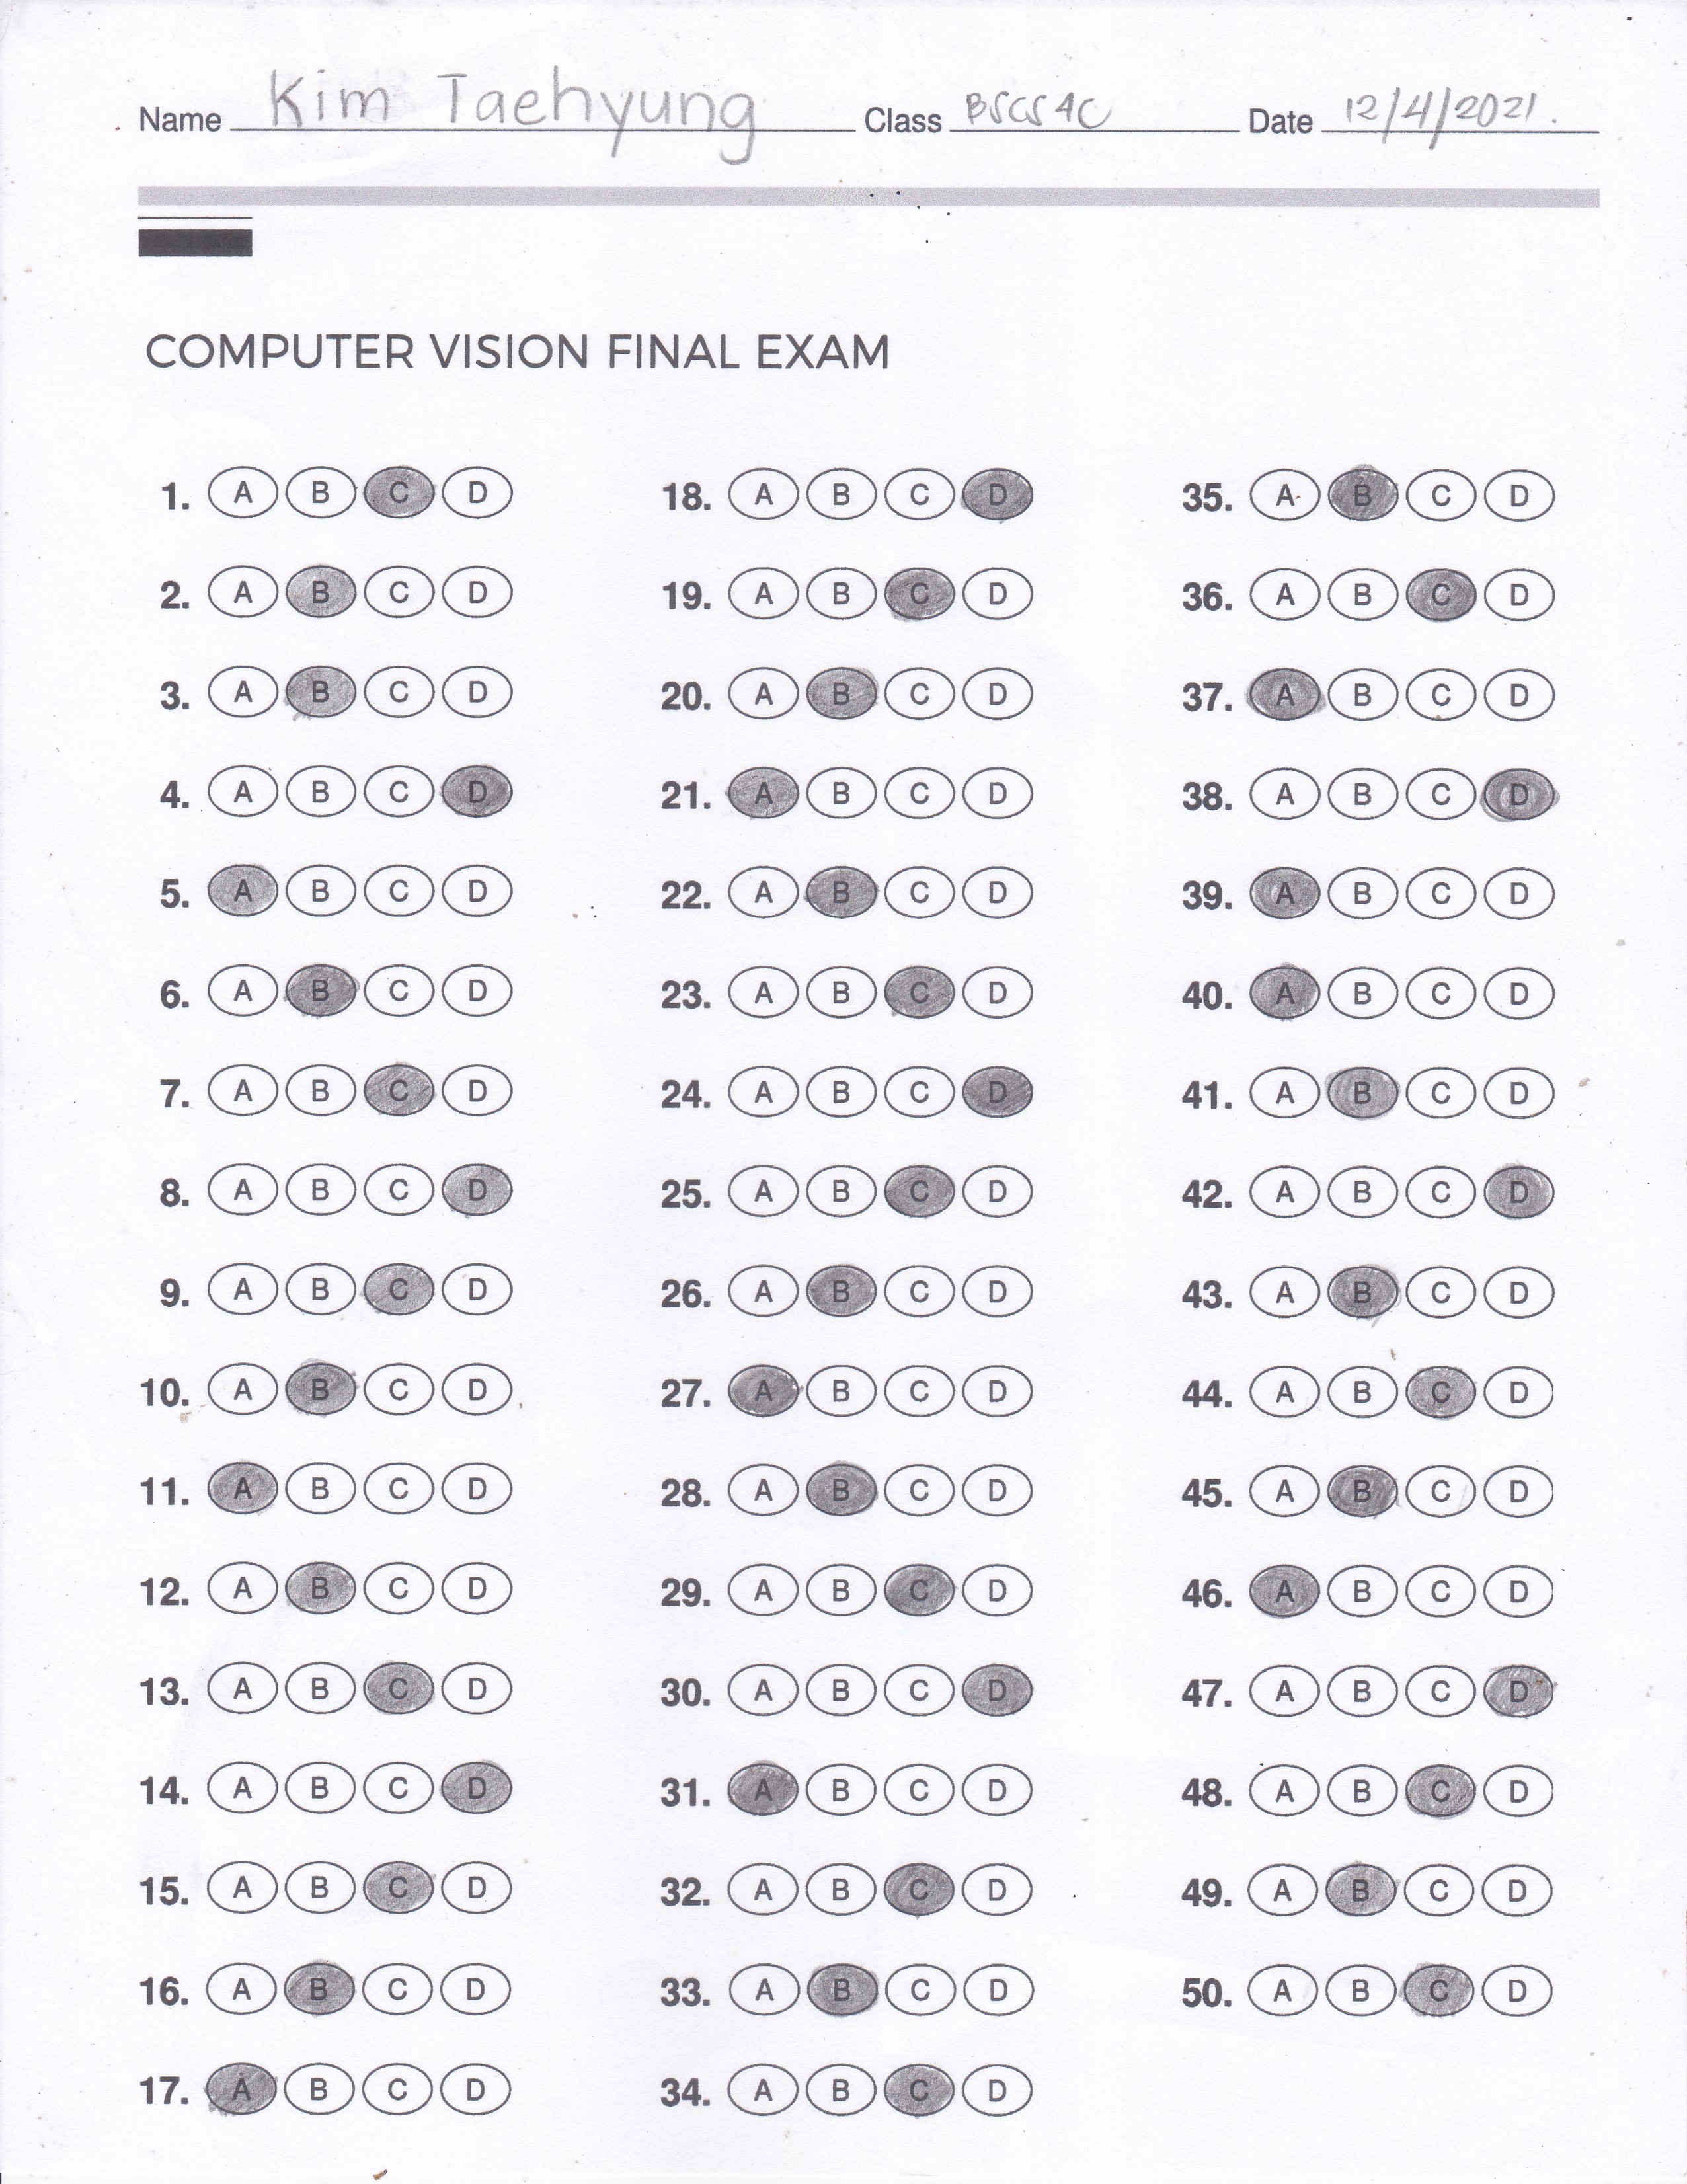 Name Kim Taehyung Class BSCS 4C Date 12/4/2021.
COMPUTER VISION FINAL EXAM
1. A B C D
2. A B C D
3. A B C D
4. A B C D
5. A B C D
6. A B C D
7. A B C D
8. A B C D
9. A B C D
10. A B C D
11. A B C D
12. A B C D
13. A B C D
14. A B C D
15. A B C D
16. A B C D
17. A B C D
18. A B C D
19. A B C D
20. A B C D
21. A B C D
22. A B C D
23. A B C D
24. A B C D
25. A B C D
26. A B C D
27. A B C D
28. A B C D
29. A B C D
30. A B C D
31. A B C D
32. A B C D
33. A B C D
34. A B C D
35. A B C D
36. A B C D
37. A B C D
38. A B C D
39. A B C D
40. A B C D
41. A B C D
42. A B C D
43. A B C D
44. A B C D
45. A B C D
46. A B C D
47. A B C D
48. A B C D
49. A B C D
50. A B C D